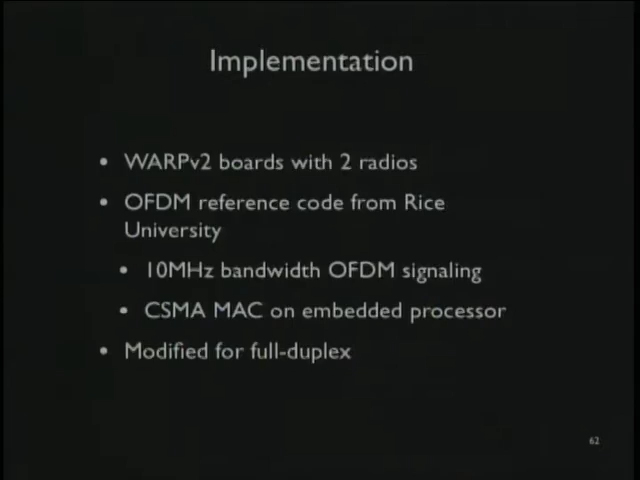 Implementation
• WARPv2 boards with 2 radios
• OFDM reference code from Rice
University
• 10MHz bandwidth OFDM signaling
• CSMA MAC on embedded processor
• Modified for full-duplex
62